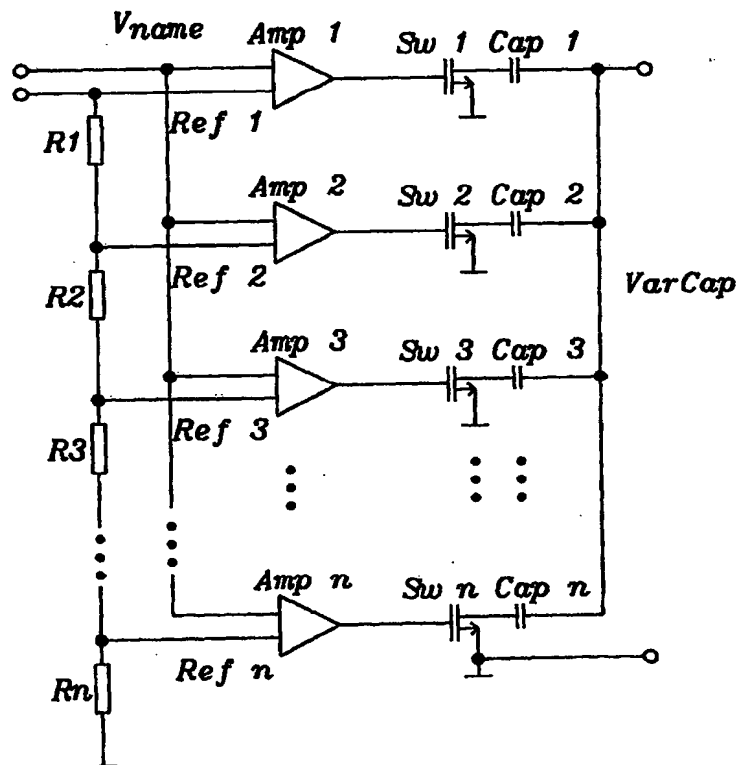 Vname
Amp 1
Sw 1
Cap 1
Ref 1
R1
Amp 2
Sw 2
Cap 2
Ref 2
R2
VarCap
Amp 3
Sw 3
Cap 3
Ref 3
R3
Amp n
Sw n
Cap n
Ref n
Rn